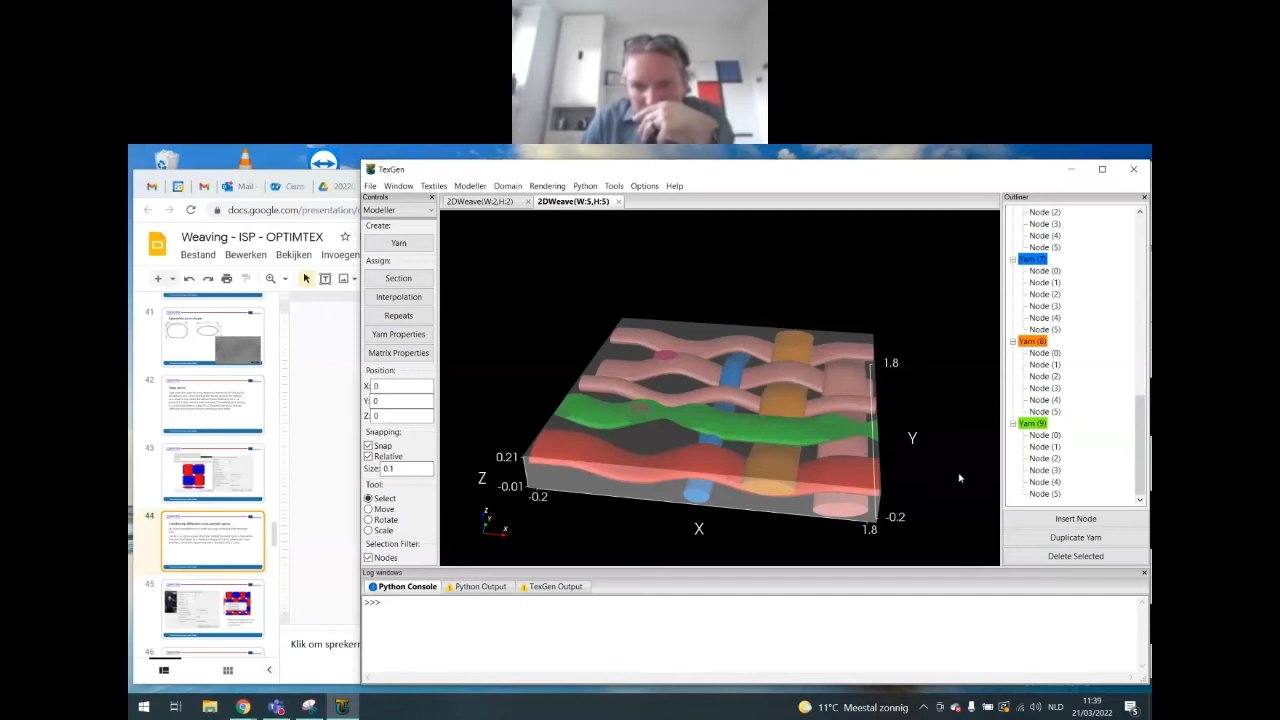 TexGen
Mail
Cisco
2022
File Window Textiles Modeller Domain Rendering Python Tools Options Help
docs.google.com/presentation/
Controls
Modeller
2DWeave(W:2,H:2)
2DWeave(W:5,H:5)
Outliner
Weaving - ISP - OPTIMTEX
Bestand Bewerken Bekijken Invoegen
Create:
Yarn
Assign:
Section
Interpolation
Repeats
Yarn Properties
Matrix Properties
Position:
X: 0
Y: 0
Z: 0
Snapping:
Snap
Relative
Size: 0.1
Tool:
Select
Move
Rotate
Scale
Selection Filter:
Nodes
41
42
43
44
45
46
Klik om spreker
0.21
Z
-0.01
-0.2
X
1.8
-0.2
Y
1.8
z
y
x
Node (2)
Node (3)
Node (4)
Node (5)
Yarn (7)
Node (0)
Node (1)
Node (2)
Node (3)
Node (4)
Node (5)
Yarn (8)
Node (0)
Node (1)
Node (2)
Node (3)
Node (4)
Node (5)
Yarn (9)
Node (0)
Node (1)
Node (2)
Node (3)
Node (4)
Node (5)
Insert Node
Duplicate Yarn
Delete Selected
Log windows
Python Console
Python Output
TexGen Output
>>>
11°C Meestal zonnig
NLD
11:39
21/03/2022